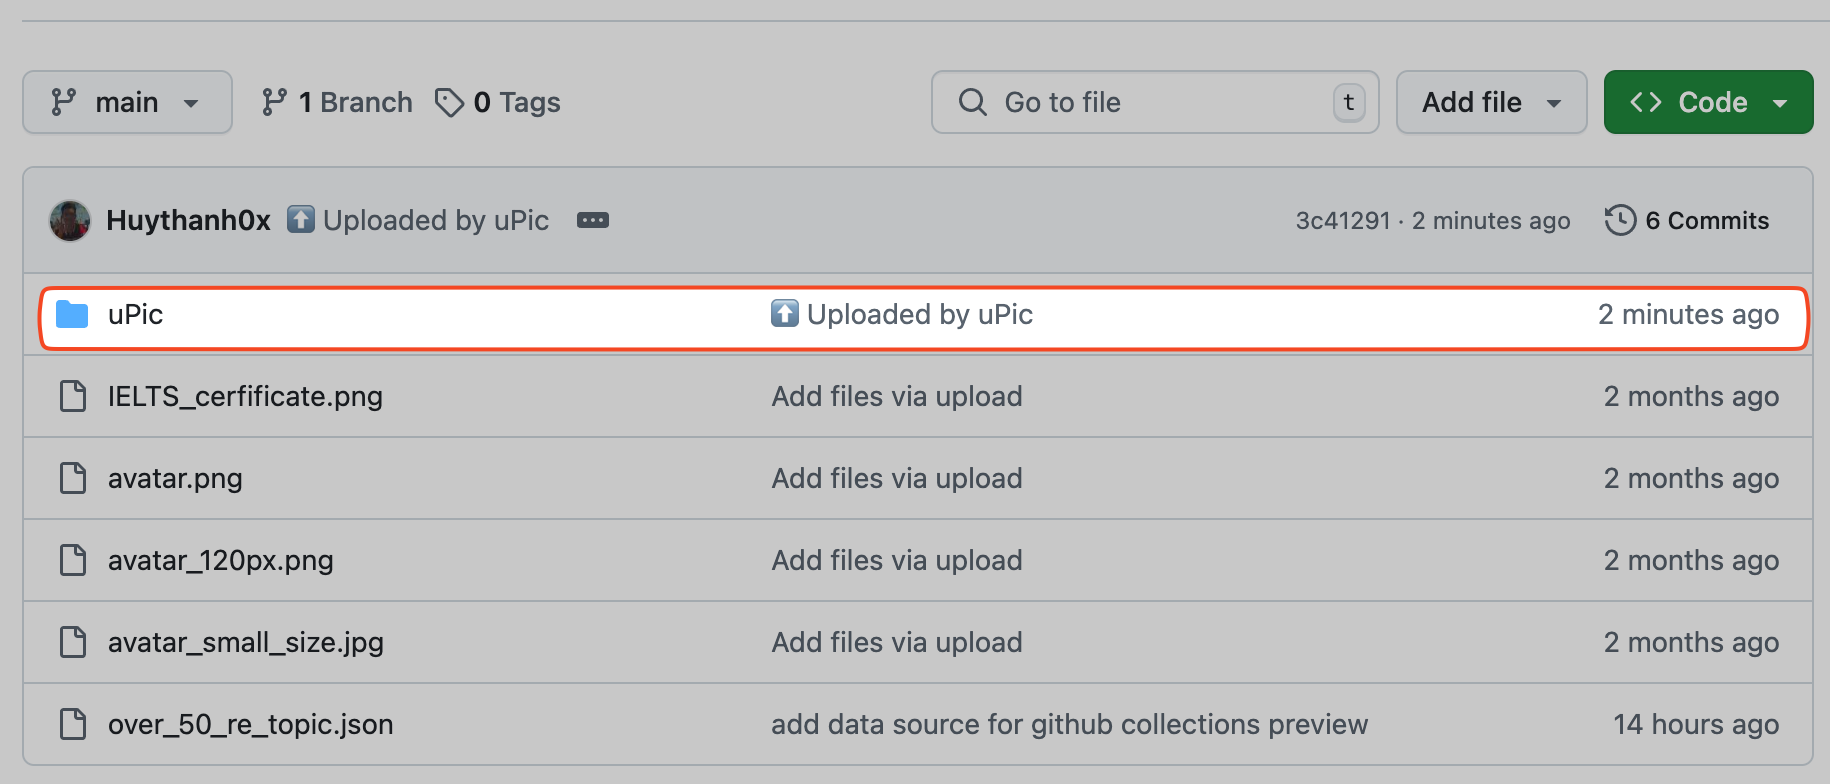 main 1 Branch 0 Tags Go to file t Add file Code
Huythanh0x ⬆️ Uploaded by uPic 3c41291 · 2 minutes ago 6 Commits
uPic ⬆️ Uploaded by uPic 2 minutes ago
IELTS_cerfificate.png Add files via upload 2 months ago
avatar.png Add files via upload 2 months ago
avatar_120px.png Add files via upload 2 months ago
avatar_small_size.jpg Add files via upload 2 months ago
over_50_re_topic.json add data source for github collections preview 14 hours ago